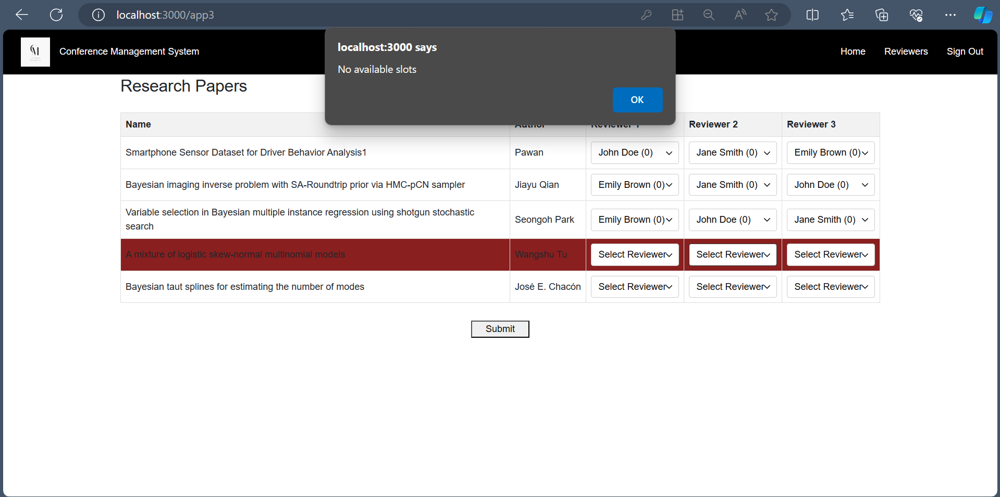 localhost:3000/app3
localhost:3000 says
No available slots
OK
Conference Management System
Home
Reviewers
Sign Out
Research Papers
Name
Reviewer 2
Reviewer 3
Smartphone Sensor Dataset for Driver Behavior Analysis1
Pawan
John Doe (0)
Jane Smith (0)
Emily Brown (0)
Bayesian imaging inverse problem with SA-Roundtrip prior via HMC-pCN sampler
Jiayu Qian
Emily Brown (0)
Jane Smith (0)
John Doe (0)
Variable selection in Bayesian multiple instance regression using shotgun stochastic
search
Seongoh Park
Emily Brown (0)
John Doe (0)
Jane Smith (0)
A mixture of logistic skew-normal multinomial models
Wangshu Tu
Select Reviewer
Select Reviewer
Select Reviewer
Bayesian taut splines for estimating the number of modes
José E. Chacón
Select Reviewer
Select Reviewer
Select Reviewer
Submit